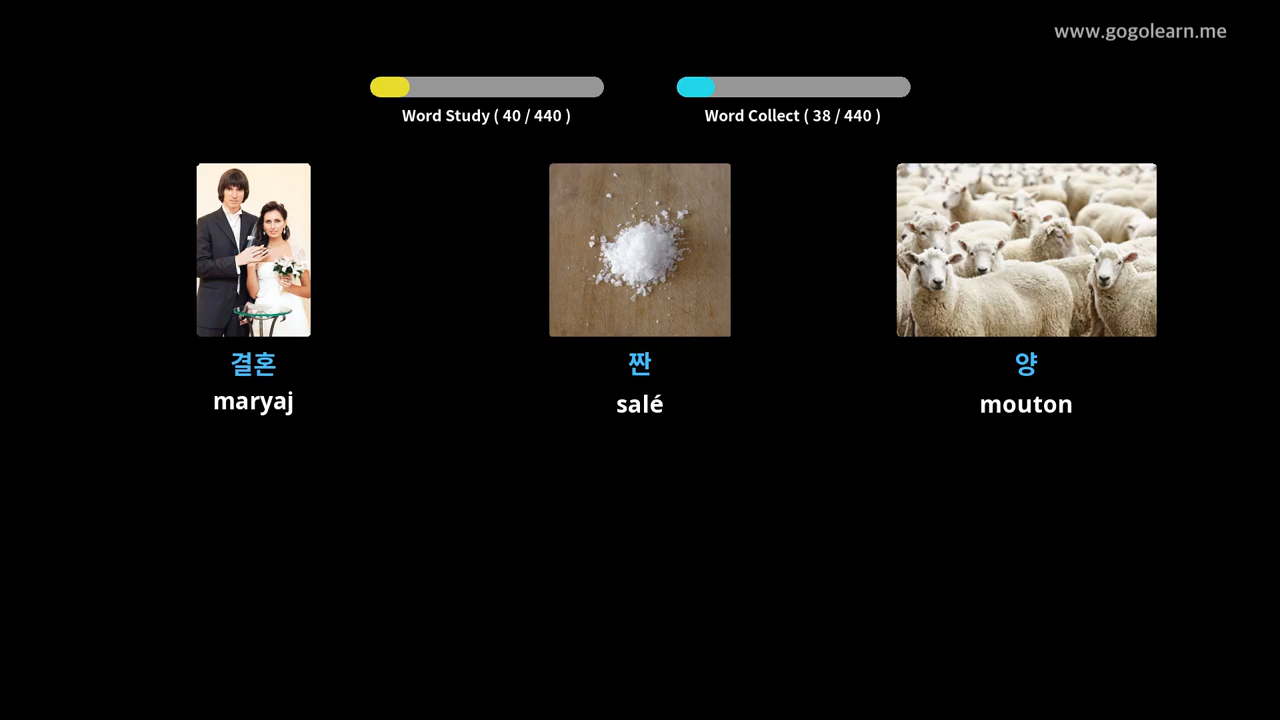 www.gogolearn.me
Word Study ( 40 / 440 )
Word Collect ( 38 / 440 )
결혼
maryaj
짠
salé
양
mouton